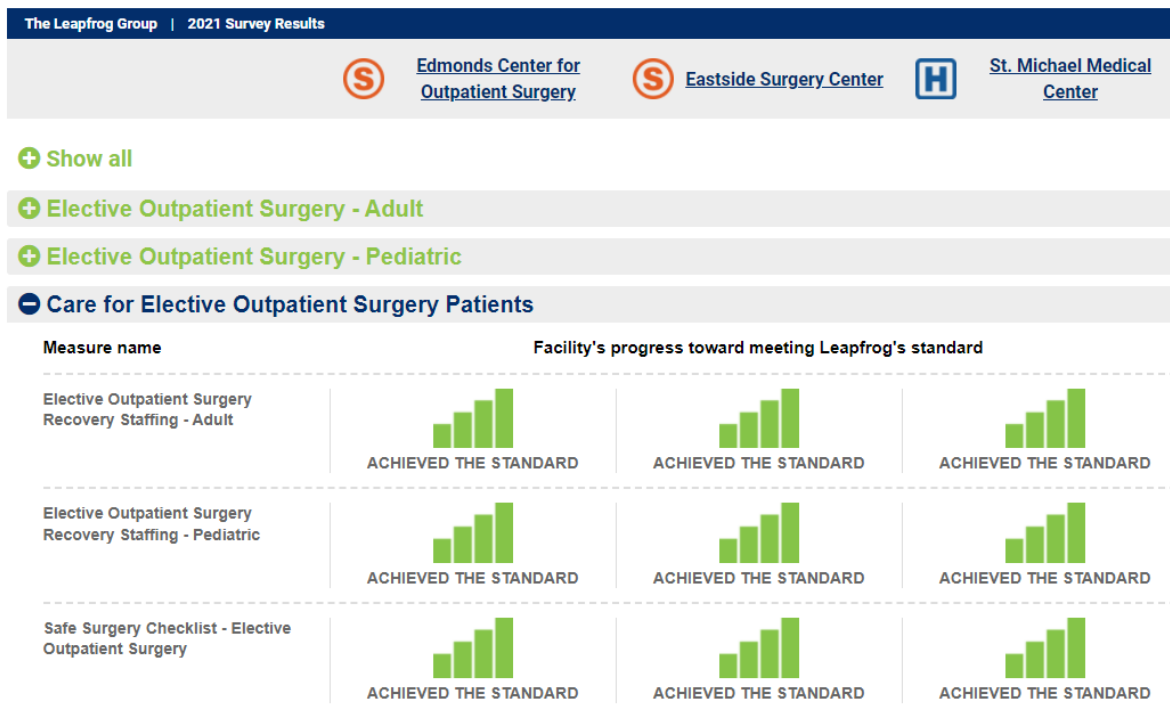 The Leapfrog Group | 2021 Survey Results
S Edmonds Center for
Outpatient Surgery
S Eastside Surgery Center
H St. Michael Medical
Center
Show all
Elective Outpatient Surgery - Adult
Elective Outpatient Surgery - Pediatric
Care for Elective Outpatient Surgery Patients
Measure name Facility's progress toward meeting Leapfrog's standard
Elective Outpatient Surgery
Recovery Staffing - Adult
ACHIEVED THE STANDARD ACHIEVED THE STANDARD ACHIEVED THE STANDARD
Elective Outpatient Surgery
Recovery Staffing - Pediatric
ACHIEVED THE STANDARD ACHIEVED THE STANDARD ACHIEVED THE STANDARD
Safe Surgery Checklist - Elective
Outpatient Surgery
ACHIEVED THE STANDARD ACHIEVED THE STANDARD ACHIEVED THE STANDARD